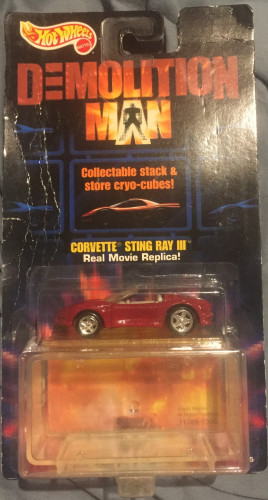 Hot Wheels
DEMOLITION
MAN
Collectable stack &
store cryo-cubes!
CORVETTE® STING RAY III™
Real Movie Replica!